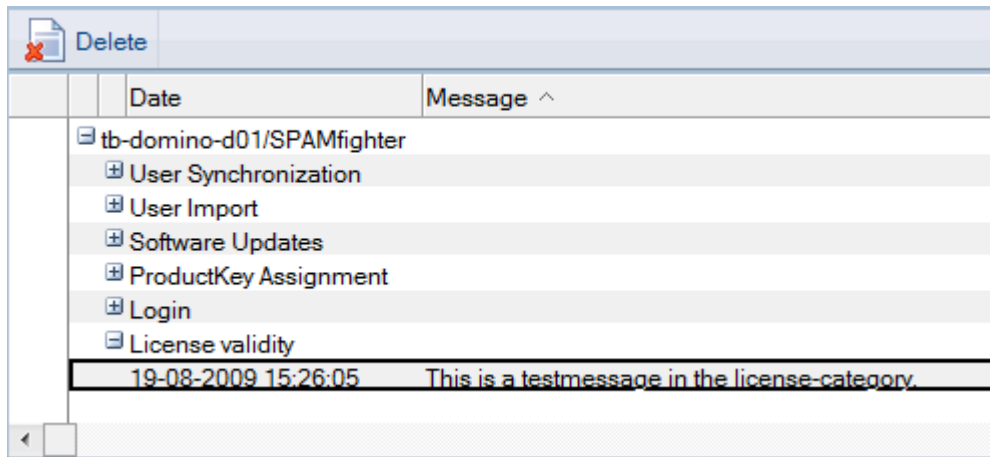 Delete
Date Message
tb-domino-d01/SPAMfighter
User Synchronization
User Import
Software Updates
ProductKey Assignment
Login
License validity
19-08-2009 15:26:05 This is a testmessage in the license-category.